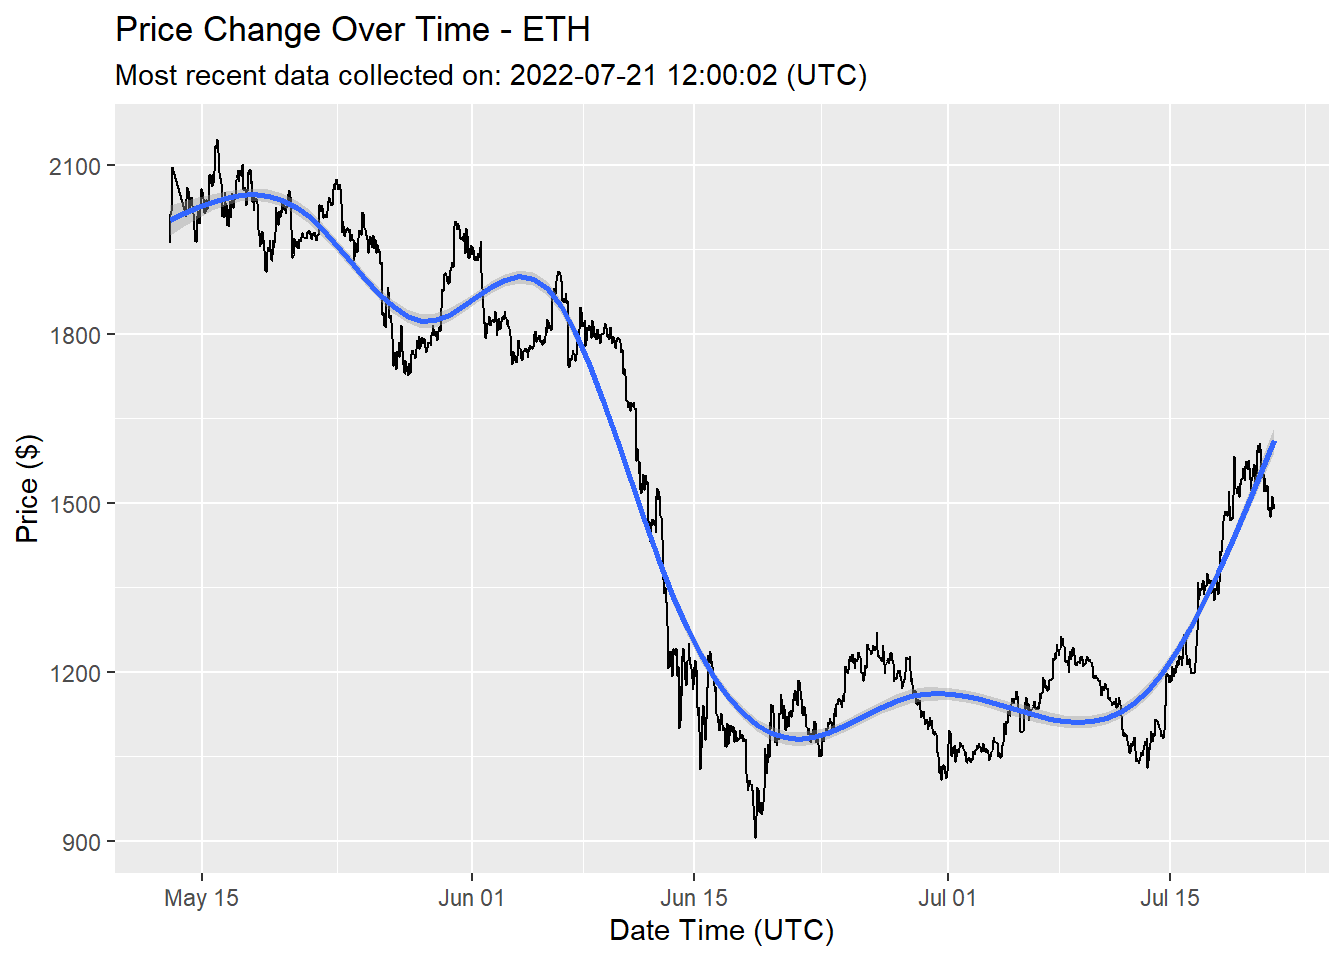 Price Change Over Time - ETH
Most recent data collected on: 2022-07-21 12:00:02 (UTC)
Price ($)
2100
1800
1500
1200
900
May 15
Jun 01
Jun 15
Jul 01
Jul 15
Date Time (UTC)